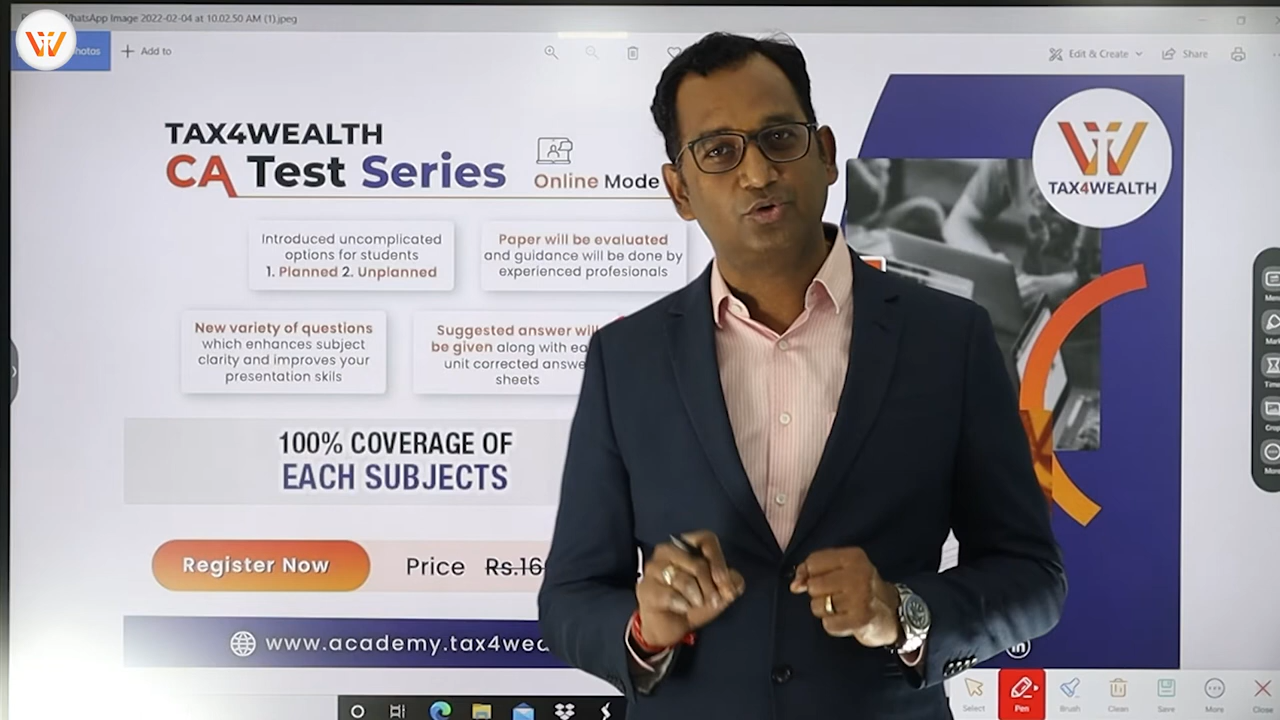 WhatsApp Image 2022-02-04 at 10.02.50 AM (1).jpeg
Add to
Edit & Create
Share
TAX4WEALTH
CA Test Series
Online Mode
TAX4WEALTH
Introduced uncomplicated
options for students
1. Planned 2. Unplanned
Paper will be evaluated
and guidance will be done by
experienced profesionals
New variety of questions
which enhances subject
clarity and improves your
presentation skils
Suggested answer will
be given along with
unit corrected
sheets
100% COVERAGE OF
EACH SUBJECTS
Register Now
Price Rs.16
www.academy.tax4wea
Select
Pen
Brush
Clean
Save
More
Close